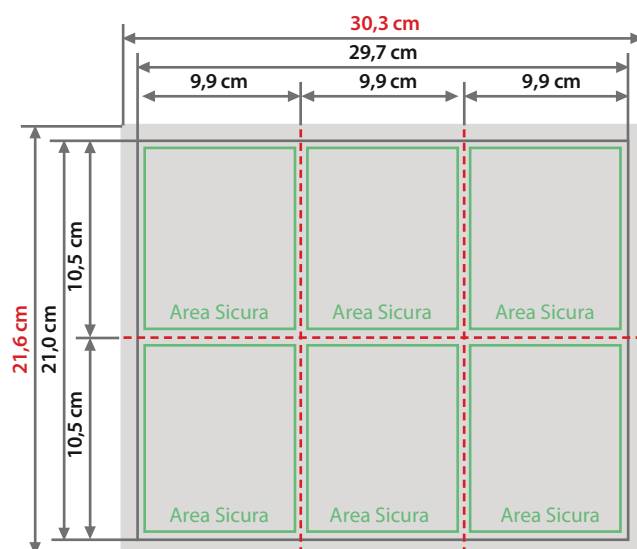 30,3 cm
29,7 cm
9,9 cm 9,9 cm 9,9 cm
21,6 cm
21,0 cm
10,5 cm
10,5 cm
Area Sicura Area Sicura Area Sicura
Area Sicura Area Sicura Area Sicura